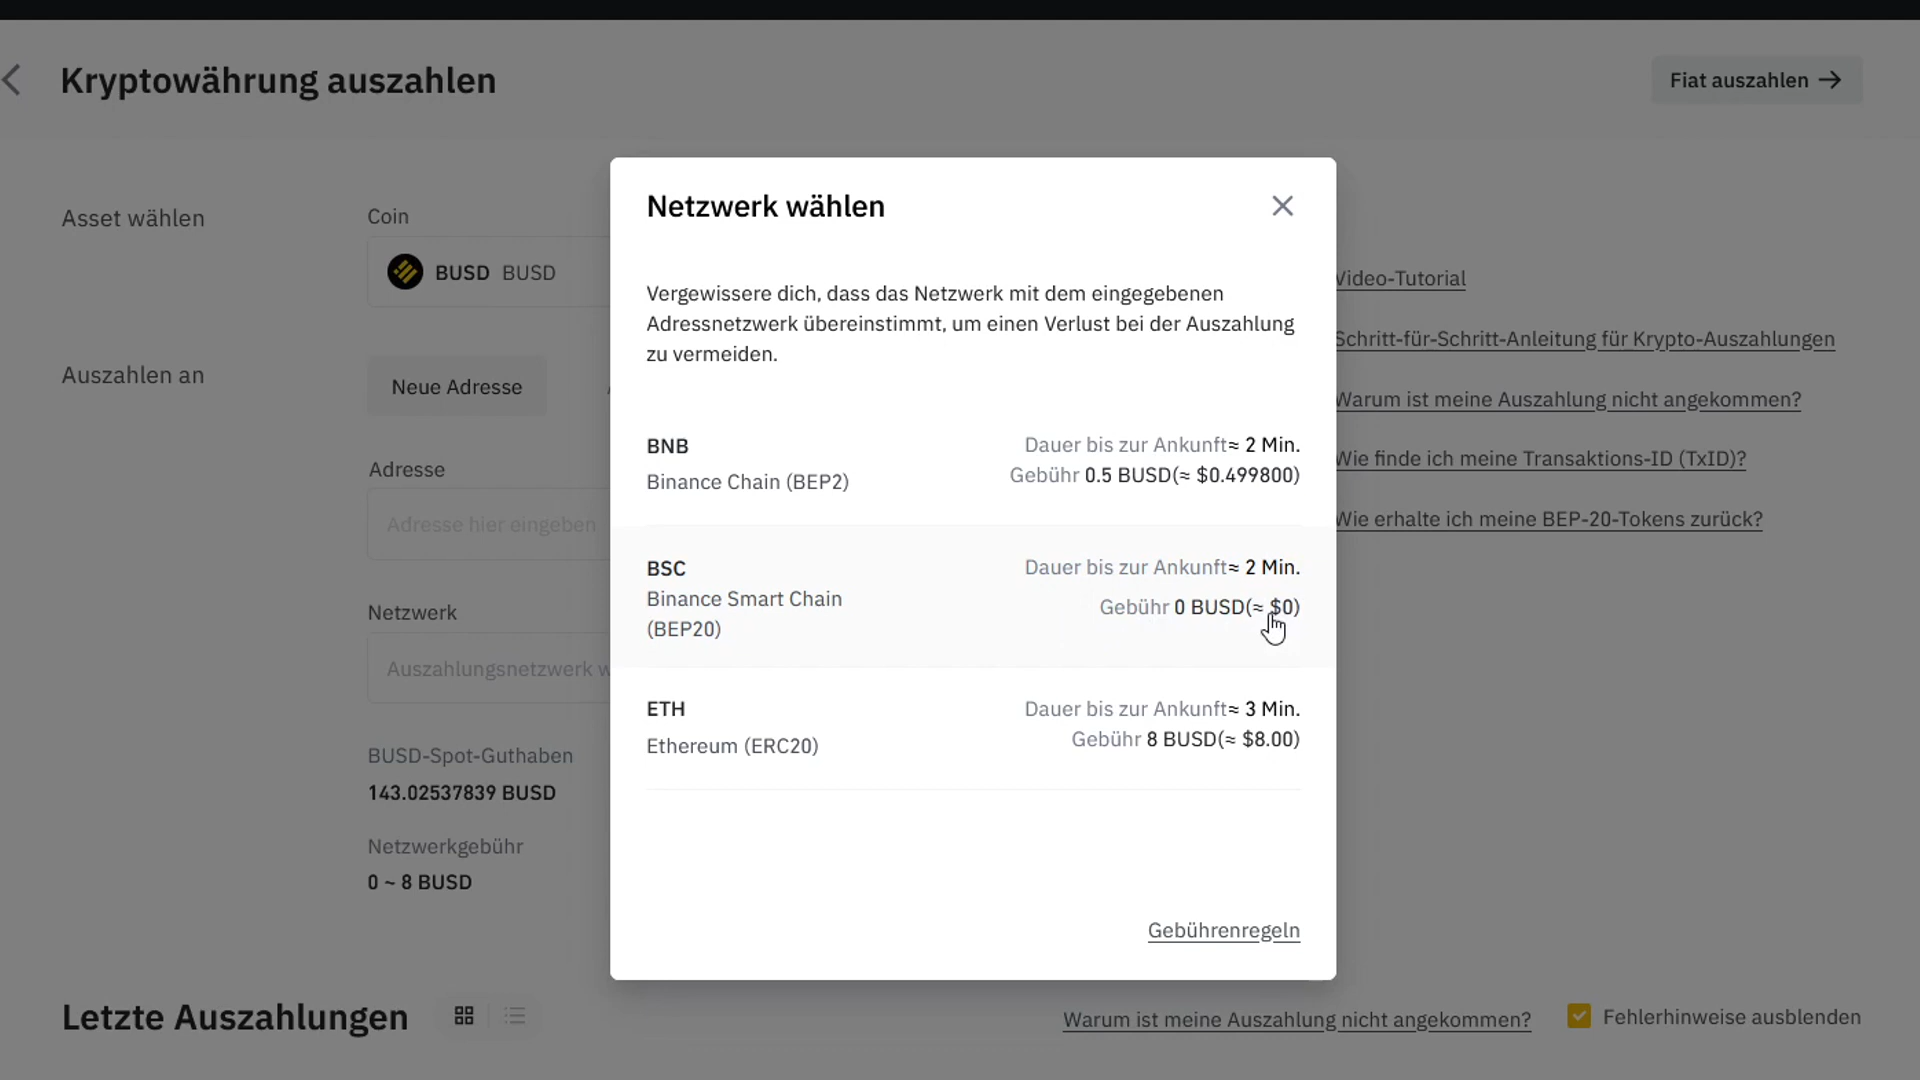 Kryptowährung auszahlen
Fiat auszahlen
Asset wählen
Coin
BUSD BUSD
Auszahlen an
Neue Adresse
Adresse
Adresse hier eingeben
Netzwerk
Auszahlungsnetzwerk
BUSD-Spot-Guthaben
143.02537839 BUSD
Netzwerkgebühr
0 ~ 8 BUSD
Netzwerk wählen
Vergewissere dich, dass das Netzwerk mit dem eingegebenen
Adressnetzwerk übereinstimmt, um einen Verlust bei der Auszahlung
zu vermeiden.
BNB
Dauer bis zur Ankunft≈ 2 Min.
Binance Chain (BEP2)
Gebühr 0.5 BUSD(≈ $0.499800)
BSC
Dauer bis zur Ankunft≈ 2 Min.
Binance Smart Chain
Gebühr 0 BUSD(≈ $0)
(BEP20)
ETH
Dauer bis zur Ankunft≈ 3 Min.
Ethereum (ERC20)
Gebühr 8 BUSD(≈ $8.00)
Gebührenregeln
Video-Tutorial
Schritt-für-Schritt-Anleitung für Krypto-Auszahlungen
Warum ist meine Auszahlung nicht angekommen?
Wie finde ich meine Transaktions-ID (TxID)?
Wie erhalte ich meine BEP-20-Tokens zurück?
Letzte Auszahlungen
Warum ist meine Auszahlung nicht angekommen?
Fehlerhinweise ausblenden